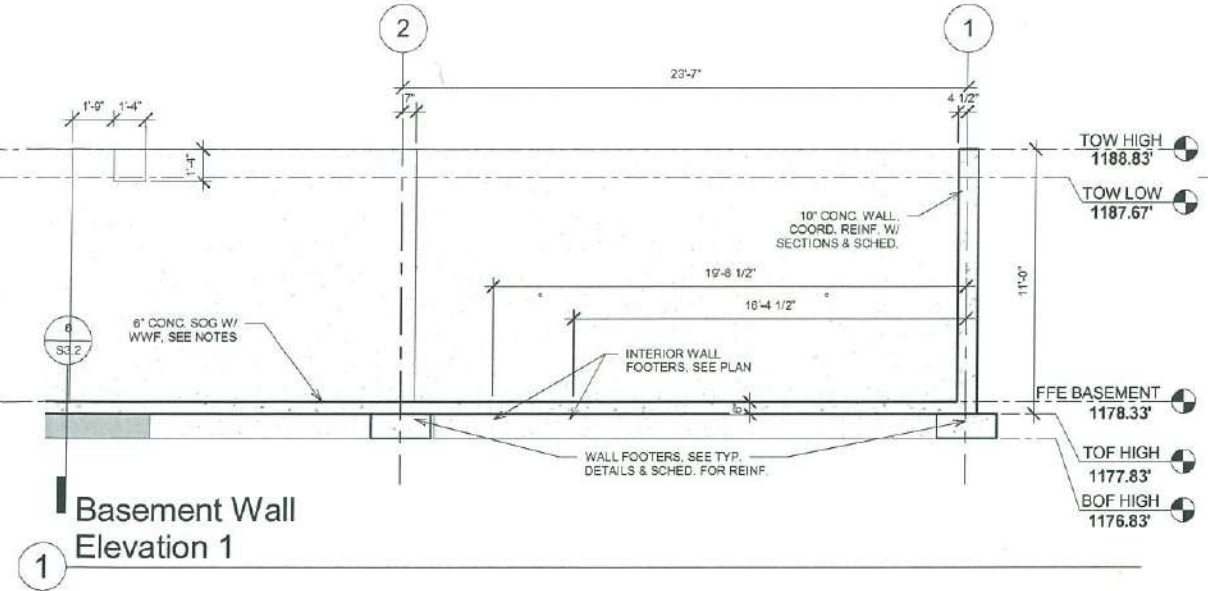 2
1
23'-7"
1'-9"
1'-4"
7"
4 1/2"
1'-4"
TOW HIGH
1188.83'
TOW LOW
1187.67'
10" CONC. WALL,
COORD. REINF. W/
SECTIONS & SCHED.
19'-8 1/2"
11'-0"
16'-4 1/2"
6" CONC. SOG W/
WWF, SEE NOTES
6
S3.2
INTERIOR WALL
FOOTERS, SEE PLAN
6"
FFE BASEMENT
1178.33'
WALL FOOTERS, SEE TYP.
DETAILS & SCHED. FOR REINF.
TOF HIGH
1177.83'
BOF HIGH
1176.83'
Basement Wall
Elevation 1
1